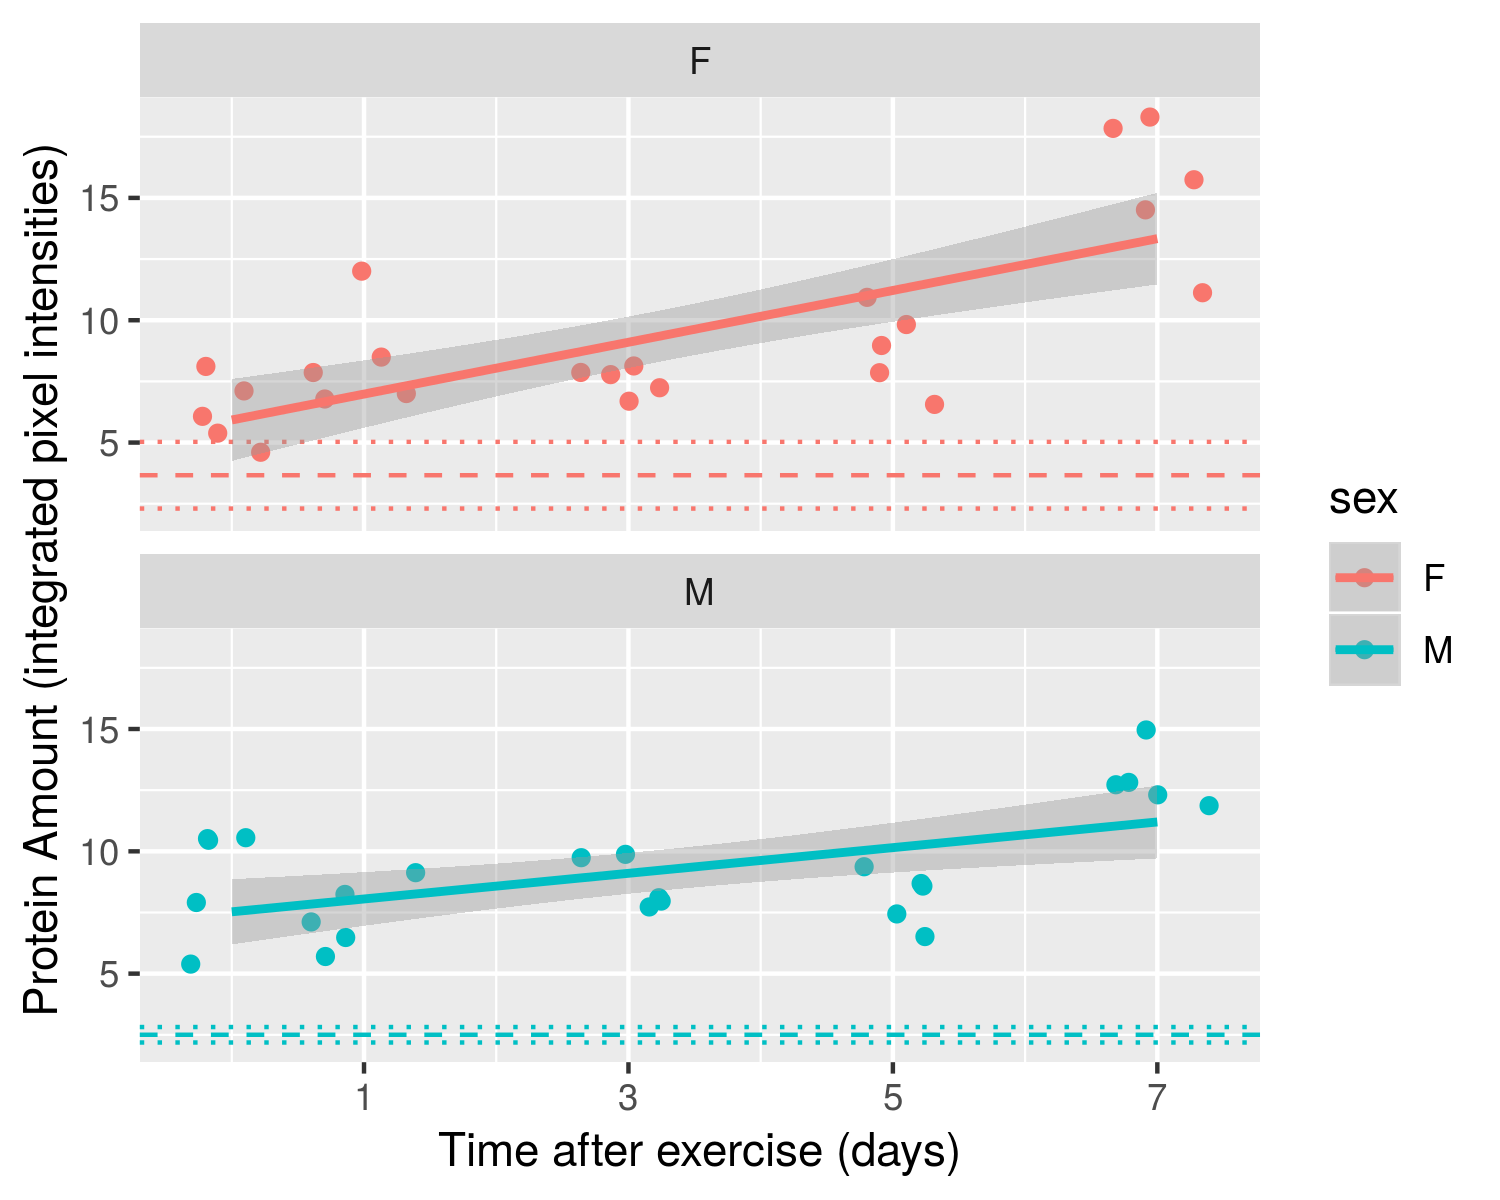 F
15
10
5
M
15
10
5
1 3 5 7
Time after exercise (days)
Protein Amount (integrated pixel intensities)
sex
F
M